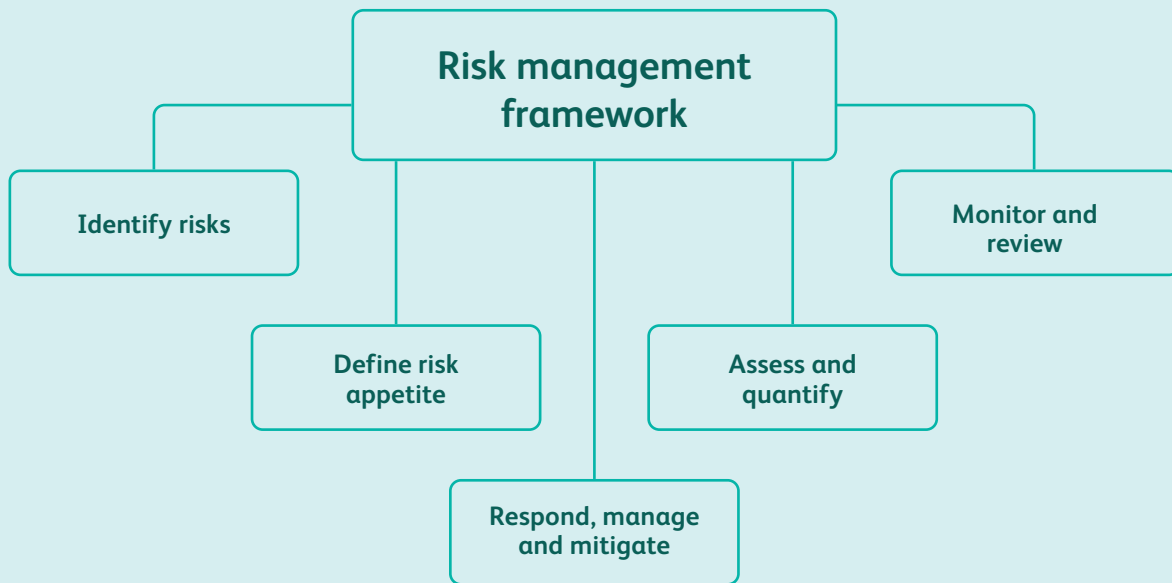 Risk management
framework
Identify risks
Monitor and
review
Define risk
appetite
Assess and
quantify
Respond, manage
and mitigate